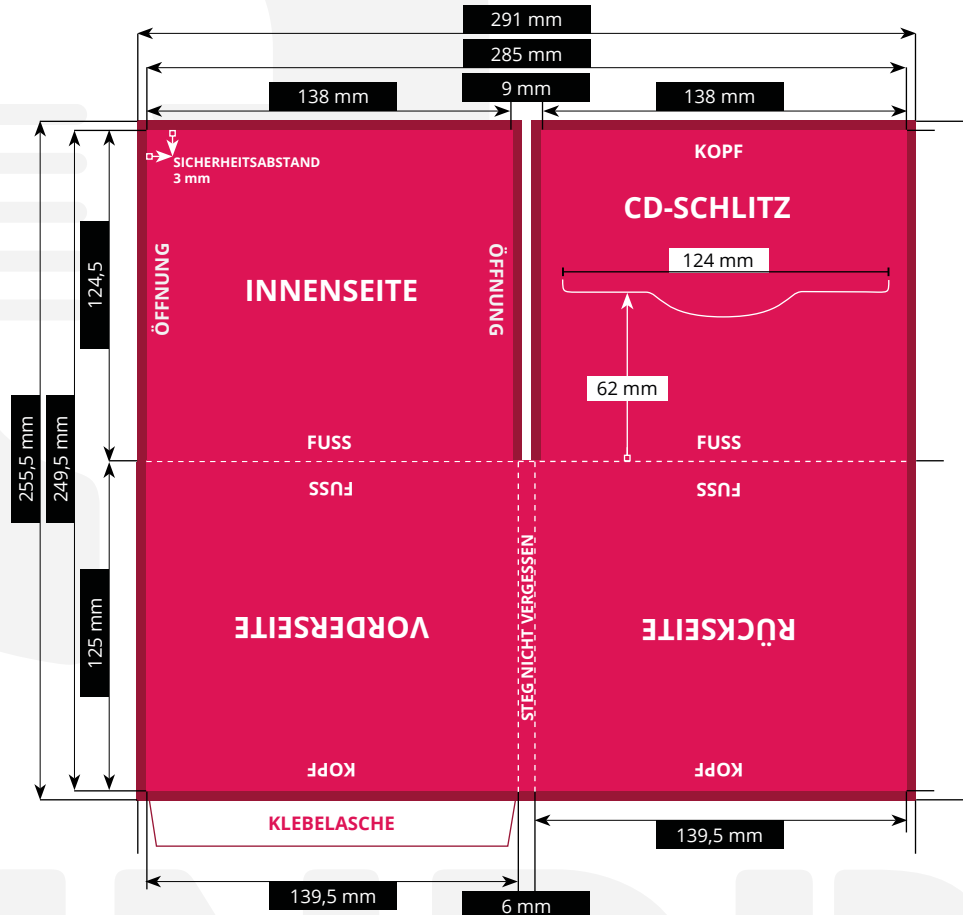 291 mm
285 mm
9 mm
138 mm
138 mm
SICHERHEITSABSTAND
3 mm
KOPF
CD-SCHLITZ
124 mm
ÖFFNUNG
ÖFFNUNG
INNENSEITE
124,5
62 mm
FUSS
FUSS
255,5 mm
249,5 mm
FUSS
FUSS
STEG NICHT VERGESSEN
VORDERSEITE
RÜCKSEITE
125 mm
KOPF
KOPF
KLEBELASCHE
139,5 mm
139,5 mm
6 mm